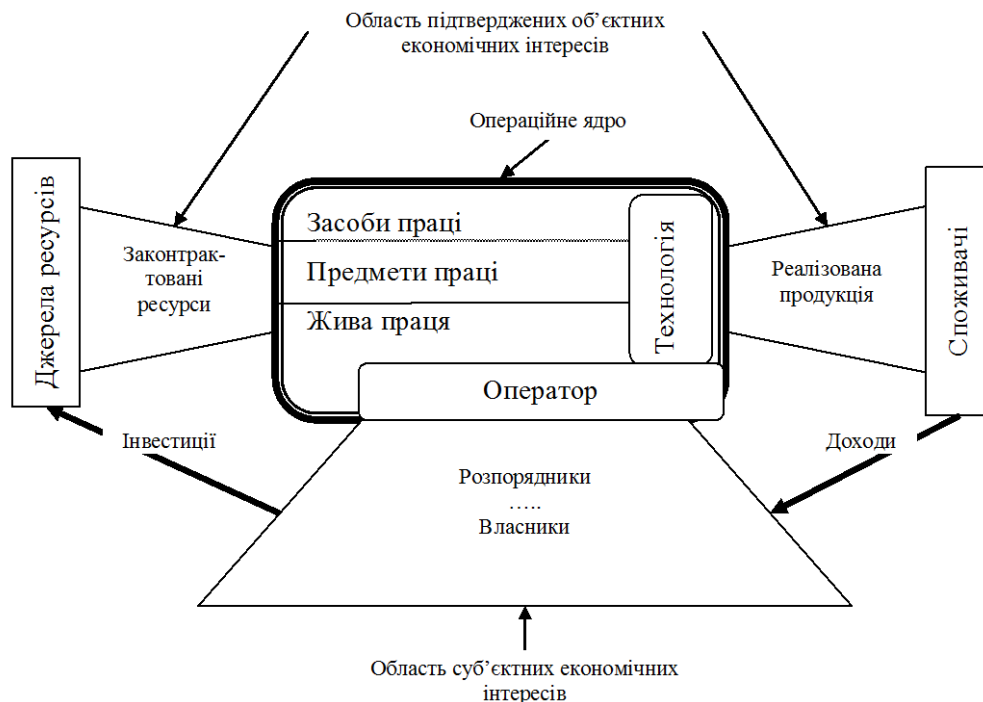 Область підтверджених об’єктних
економічних інтересів
Операційне ядро
Джерела ресурсів
Законтрак-
товані
ресурси
Засоби праці
Предмети праці
Жива праця
Технологія
Оператор
Реалізована
продукція
Споживачі
Інвестиції
Доходи
Розпорядники
…..
Власники
Область суб’єктних економічних
інтересів